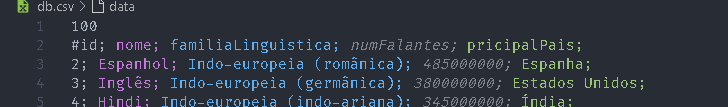 db.csv > data
1 100
2 #id; nome; familiaLinguistica; numFalantes; pricipalPais;
3 2; Espanhol; Indo-europeia (românica); 485000000; Espanha;
4 3; Inglês; Indo-europeia (germânica); 380000000; Estados Unidos;
5 4; Hindi; Indo-europeia (indo-ariana); 345000000; Índia;